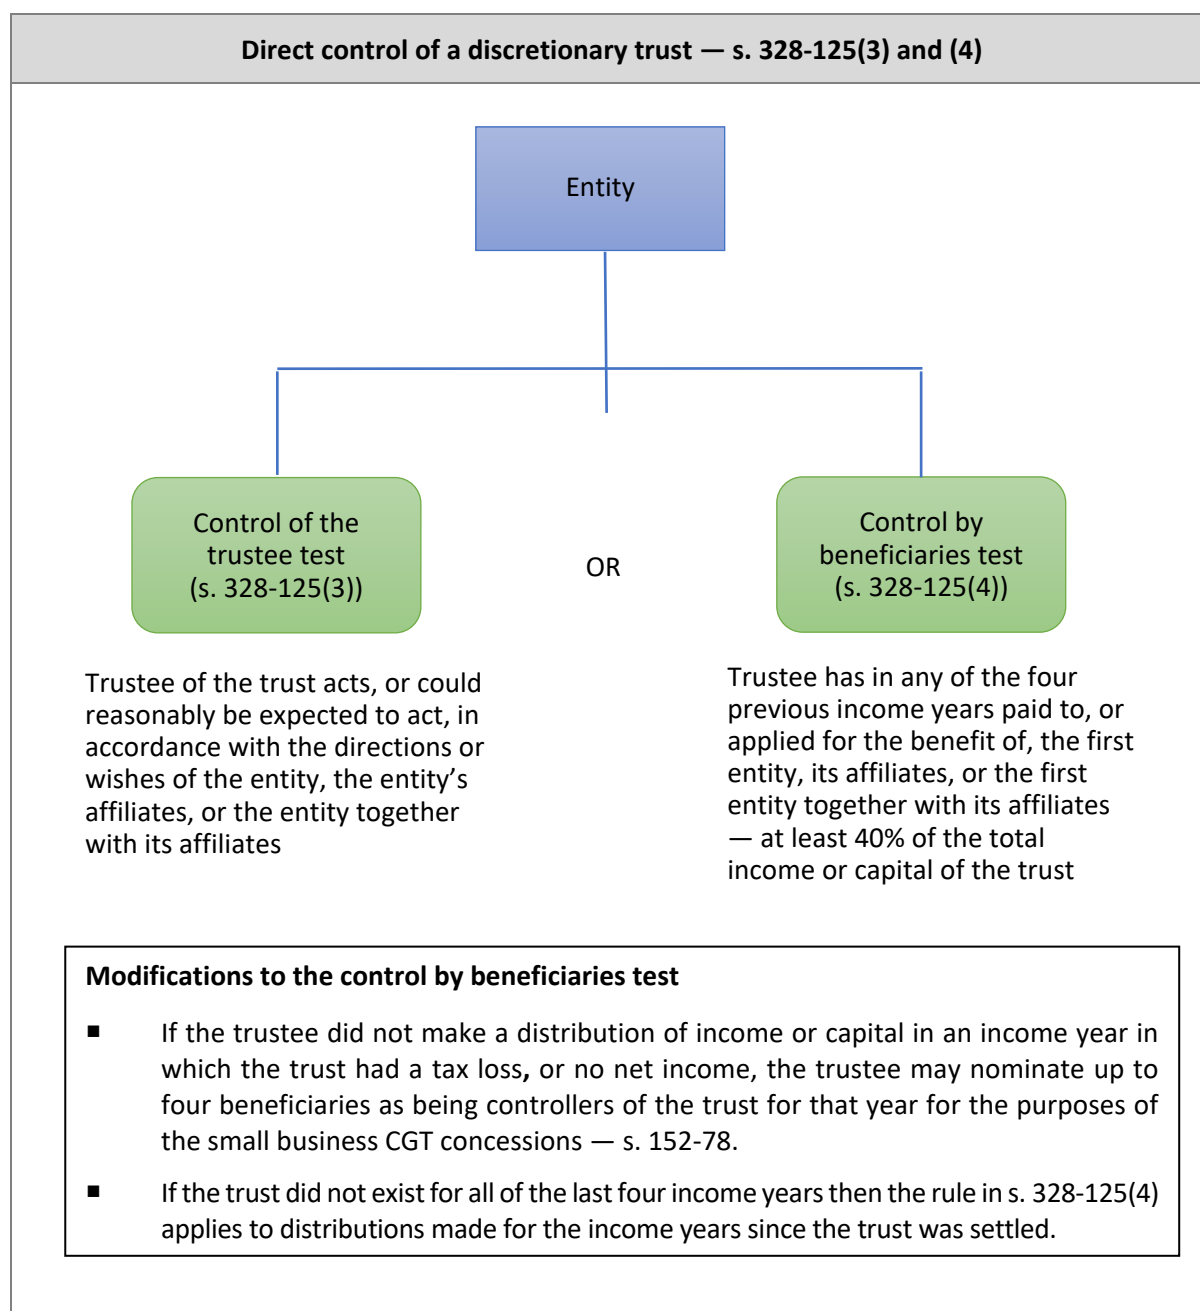 Direct control of a discretionary trust — s. 328-125(3) and (4)
Entity
Control of the
trustee test
(s. 328-125(3))
OR
Control by
beneficiaries test
(s. 328-125(4))
Trustee of the trust acts, or could
reasonably be expected to act, in
accordance with the directions or
wishes of the entity, the entity’s
affiliates, or the entity together
with its affiliates
Trustee has in any of the four
previous income years paid to, or
applied for the benefit of, the first
entity, its affiliates, or the first
entity together with its affiliates
— at least 40% of the total
income or capital of the trust
Modifications to the control by beneficiaries test
■ If the trustee did not make a distribution of income or capital in an income year in
which the trust had a tax loss, or no net income, the trustee may nominate up to
four beneficiaries as being controllers of the trust for that year for the purposes of
the small business CGT concessions — s. 152-78.
■ If the trust did not exist for all of the last four income years then the rule in s. 328-125(4)
applies to distributions made for the income years since the trust was settled.